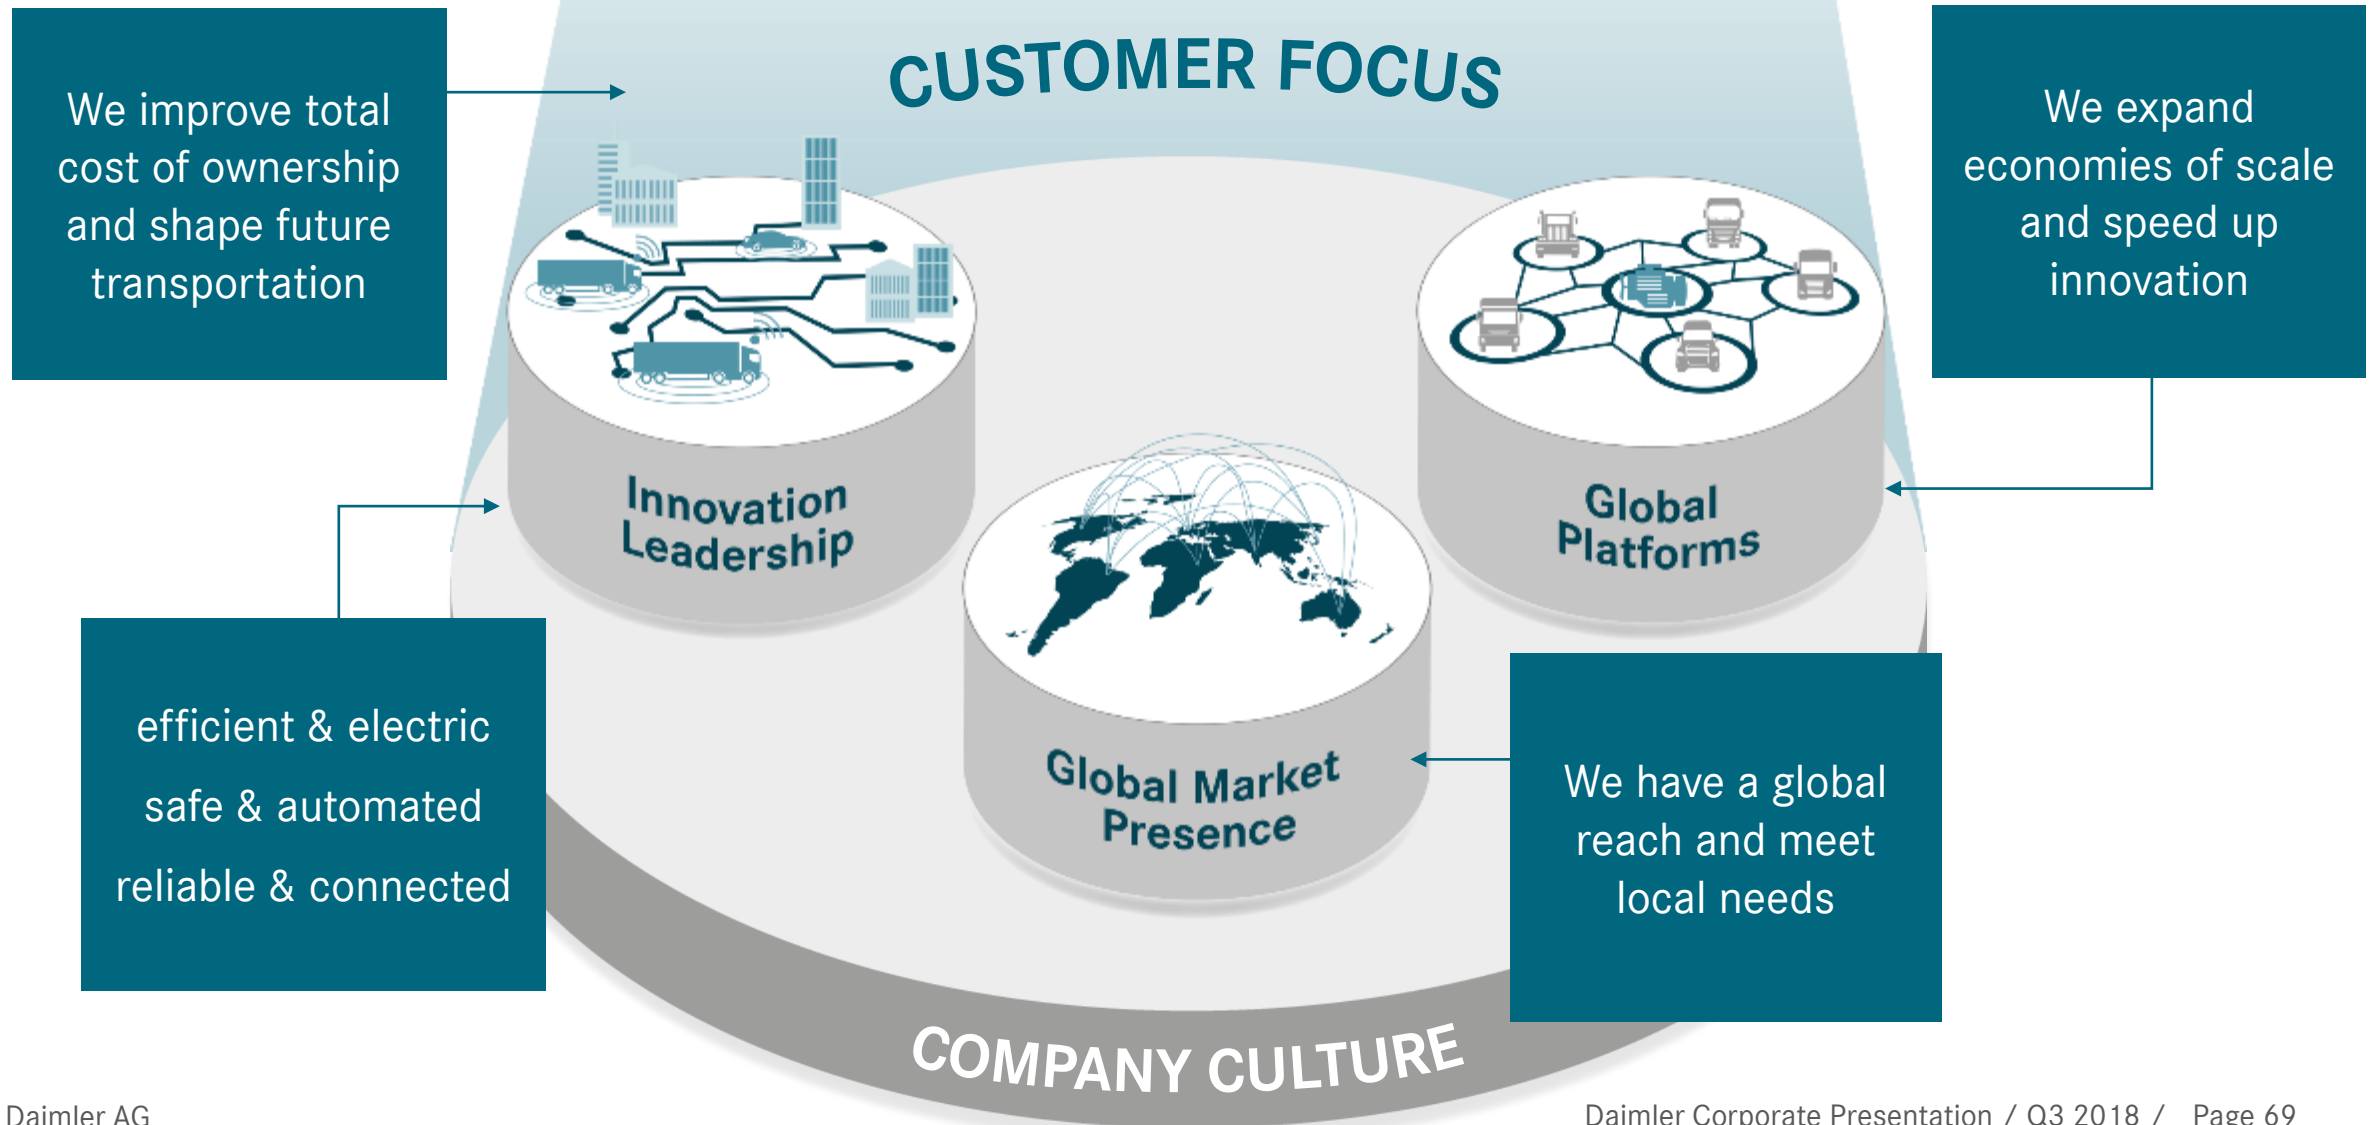 CUSTOMER FOCUS
We improve total
cost of ownership
and shape future
transportation
We expand
economies of scale
and speed up
innovation
Innovation
Leadership
Global
Platforms
efficient & electric
safe & automated
reliable & connected
Global Market
Presence
We have a global
reach and meet
local needs
COMPANY CULTURE
Daimler AG
Daimler Corporate Presentation / Q3 2018 / Page 69